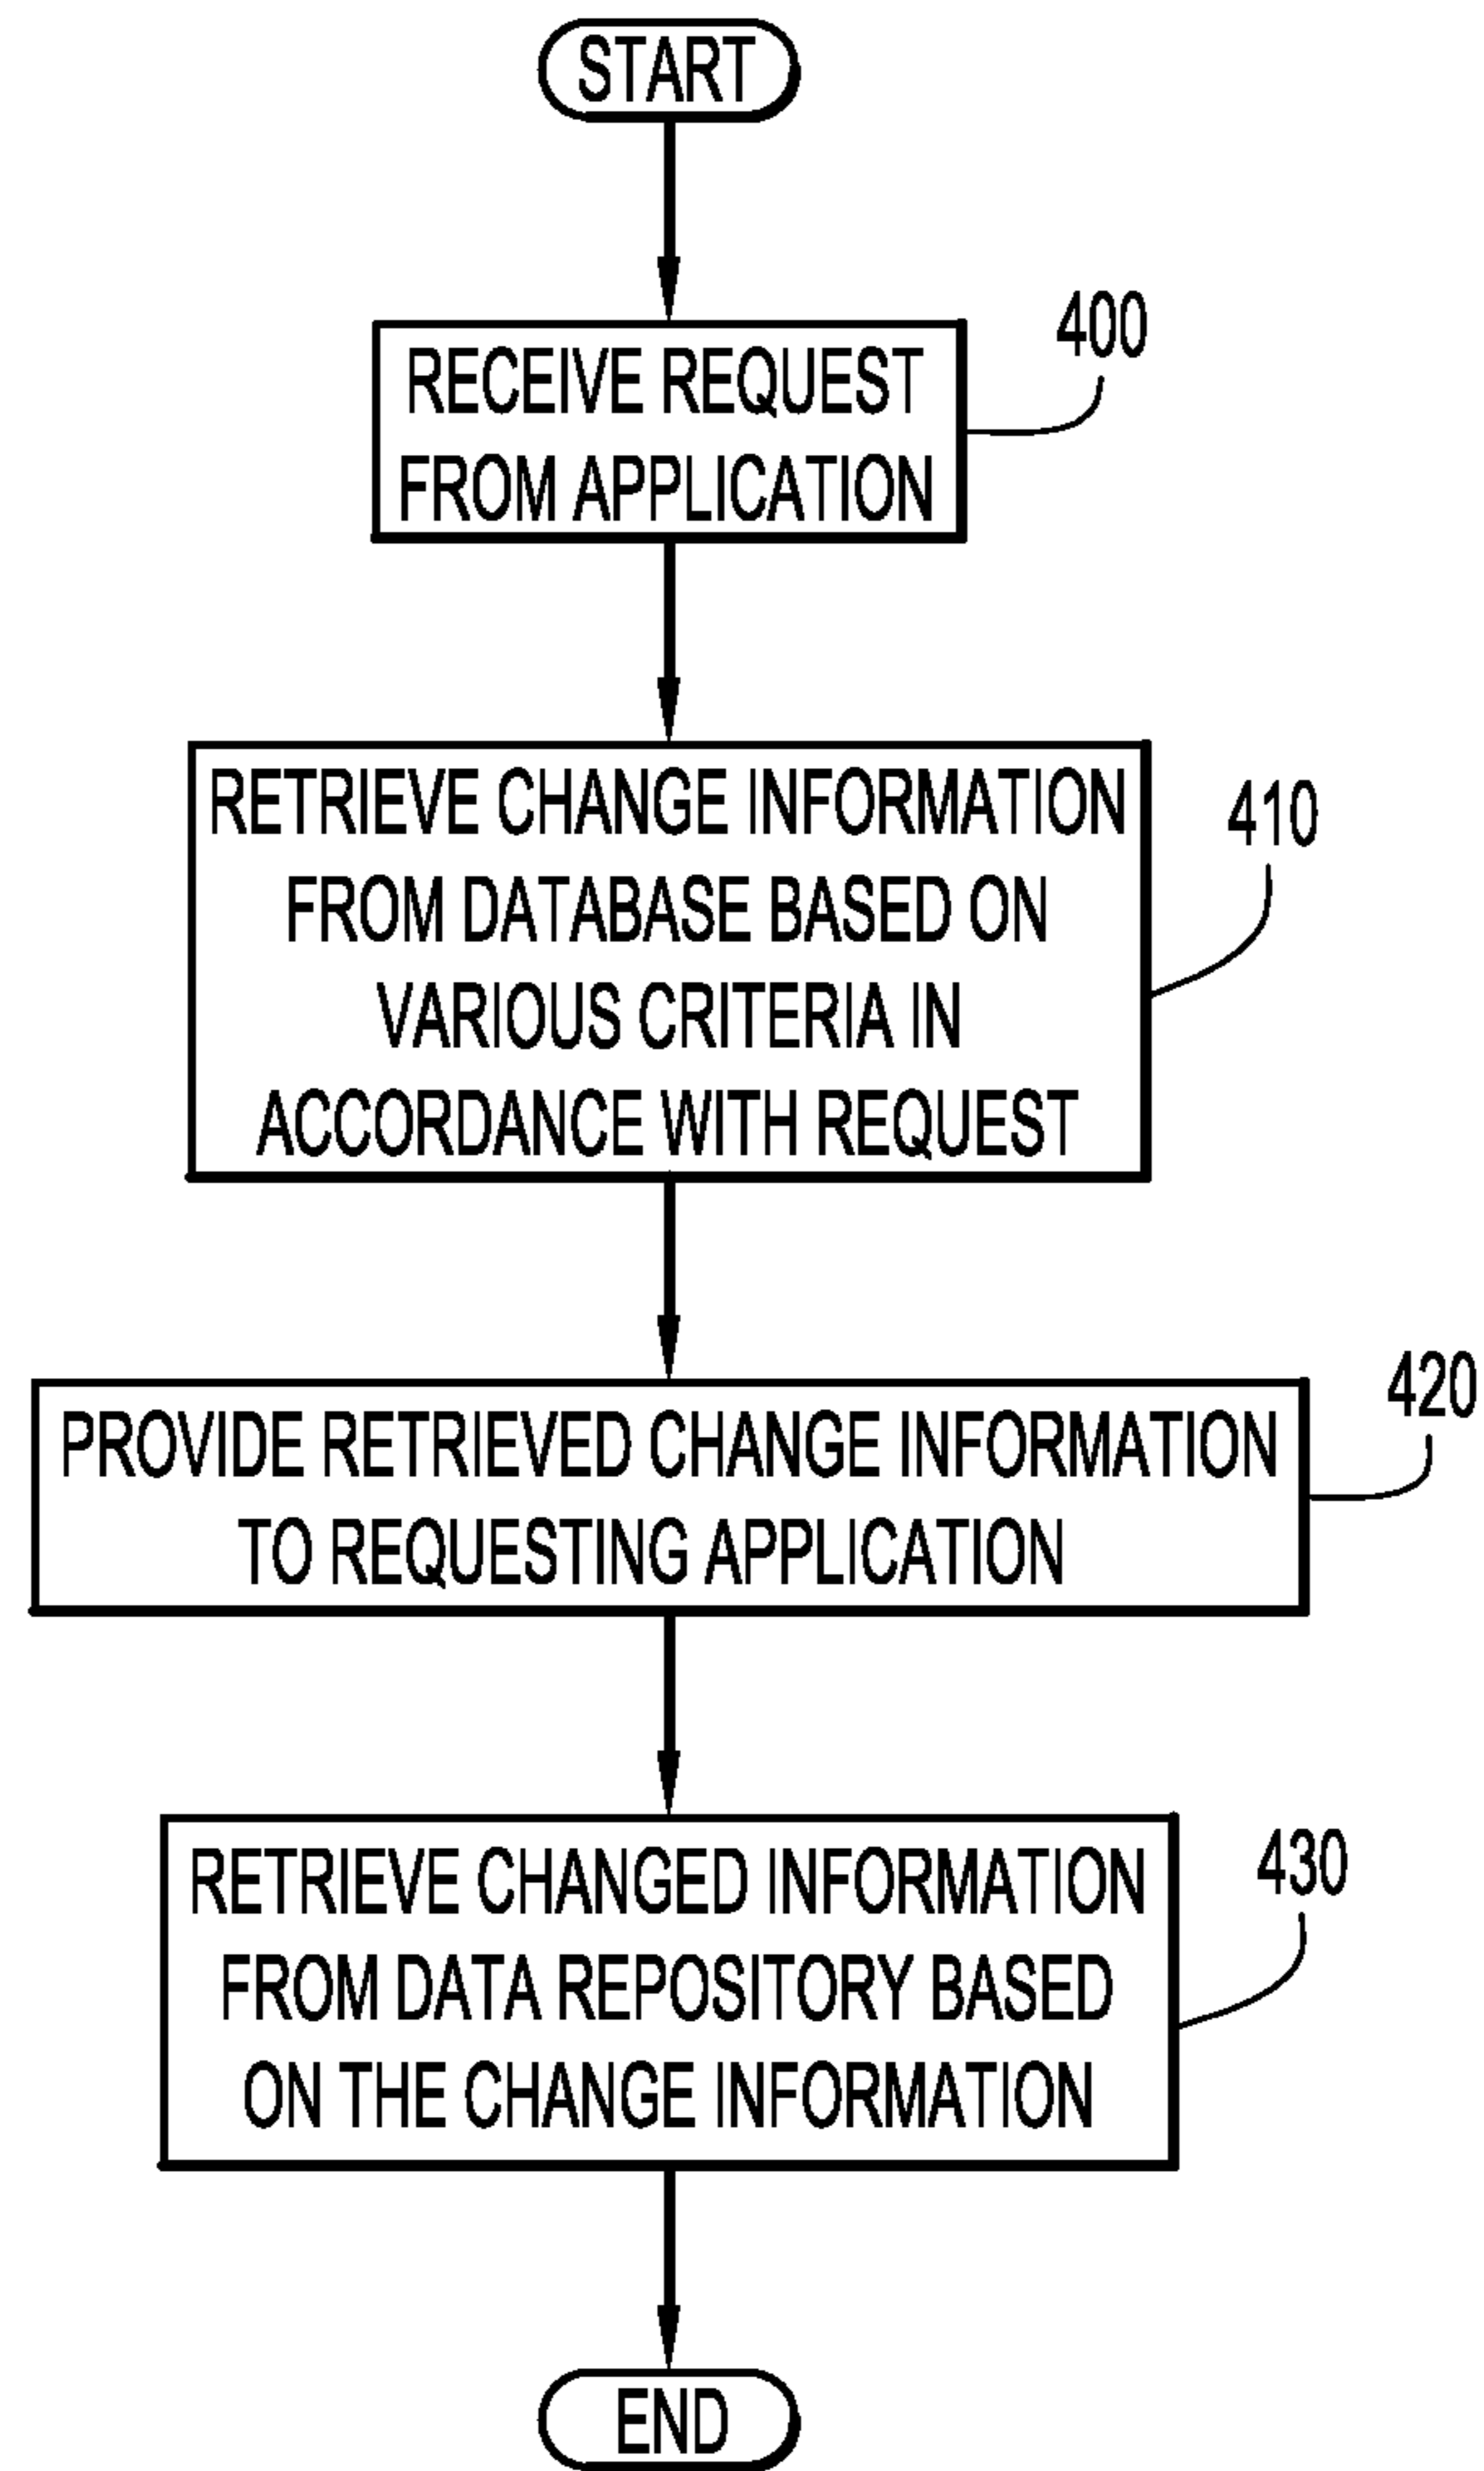 START
RECEIVE REQUEST
FROM APPLICATION
400
RETRIEVE CHANGE INFORMATION
FROM DATABASE BASED ON
VARIOUS CRITERIA IN
ACCORDANCE WITH REQUEST
410
PROVIDE RETRIEVED CHANGE INFORMATION
TO REQUESTING APPLICATION
420
RETRIEVE CHANGED INFORMATION
FROM DATA REPOSITORY BASED
ON THE CHANGE INFORMATION
430
END